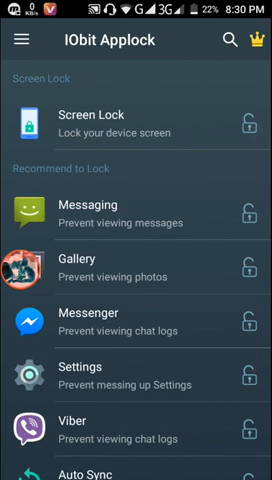 0
KB/s
G
3G
22%
8:30 PM
IObit Applock
Screen Lock
Screen Lock
Lock your device screen
Recommend to Lock
Messaging
Prevent viewing messages
Gallery
Prevent viewing photos
Messenger
Prevent viewing chat logs
Settings
Prevent messing up Settings
Viber
Prevent viewing chat logs
Auto Sync